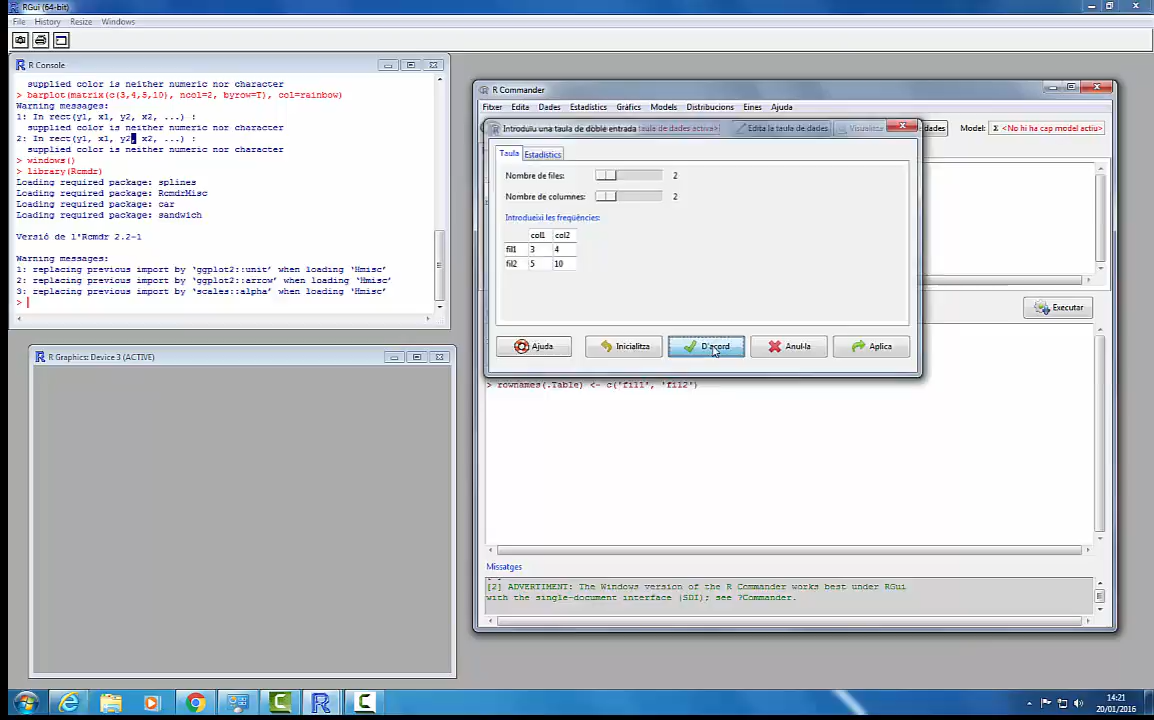 RGui (64-bit)
File History Resize Windows
R Console
supplied color is neither numeric nor character
> barplot(matrix(c(3,4,5,10), ncol=2, byrow=T), col=rainbow)
Warning messages:
1: In rect(y1, x1, y2, x2, ...) :
supplied color is neither numeric nor character
2: In rect(y1, x1, y2, x2, ...) :
supplied color is neither numeric nor character
> windows()
> library(Rcmdr)
Loading required package: splines
Loading required package: RcmdrMisc
Loading required package: car
Loading required package: sandwich
Versió de l'Rcmdr 2.2-1
Warning messages:
1: replacing previous import by ‘ggplot2::unit’ when loading ‘Hmisc’
2: replacing previous import by ‘ggplot2::arrow’ when loading ‘Hmisc’
3: replacing previous import by ‘scales::alpha’ when loading ‘Hmisc’
>
R Graphics: Device 3 (ACTIVE)
R Commander
Fitxer Edita Dades Estadístics Gràfics Models Distribucions Eines Ajuda
Introduïu una taula de doble entrada taula de dades activa> Edita la taula de dades Visualitza dades Model: Σ <No hi ha cap model actiu>
Taula Estadístics
Nombre de files: 2
Nombre de columnes: 2
Introdueixi les freqüències:
col1 col2
fil1 3 4
fil2 5 10
Ajuda Inicialitza D'acord Anul·la Aplica
Executar
> rownames(.Table) <- c('fil1', 'fil2')
Missatges
[2] ADVERTIMENT: The Windows version of the R Commander works best under RGui
with the single-document interface (SDI); see ?Commander.
14:21
20/01/2016